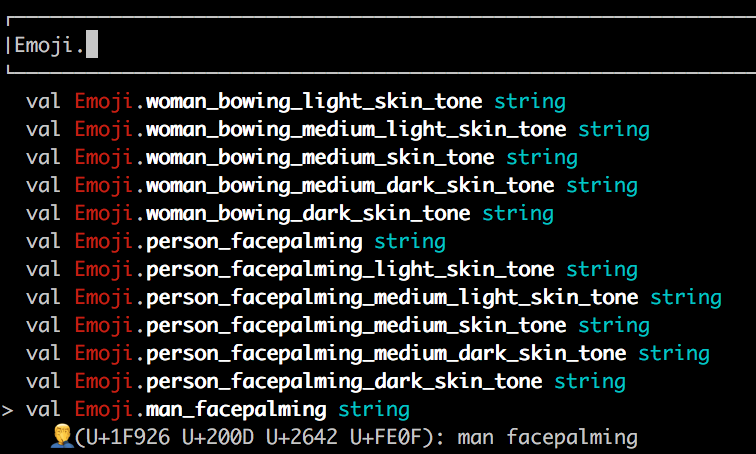 |Emoji.
val Emoji.woman_bowing_light_skin_tone string
val Emoji.woman_bowing_medium_light_skin_tone string
val Emoji.woman_bowing_medium_skin_tone string
val Emoji.woman_bowing_medium_dark_skin_tone string
val Emoji.woman_bowing_dark_skin_tone string
val Emoji.person_facepalming string
val Emoji.person_facepalming_light_skin_tone string
val Emoji.person_facepalming_medium_light_skin_tone string
val Emoji.person_facepalming_medium_skin_tone string
val Emoji.person_facepalming_medium_dark_skin_tone string
val Emoji.person_facepalming_dark_skin_tone string
> val Emoji.man_facepalming string
🤦‍♂️(U+1F926 U+200D U+2642 U+FE0F): man facepalming